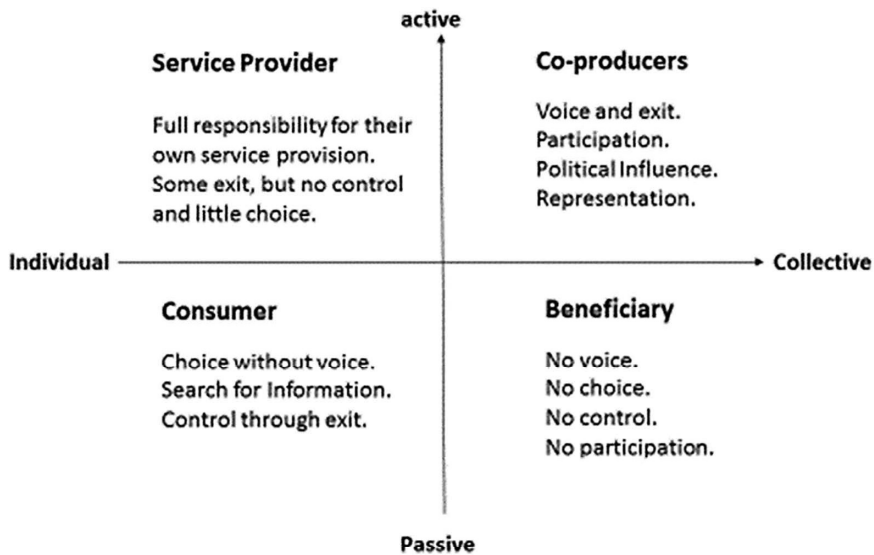 active
Service Provider
Full responsibility for their
own service provision.
Some exit, but no control
and little choice.
Co-producers
Voice and exit.
Participation.
Political Influence.
Representation.
Individual
Collective
Consumer
Choice without voice.
Search for Information.
Control through exit.
Beneficiary
No voice.
No choice.
No control.
No participation.
Passive